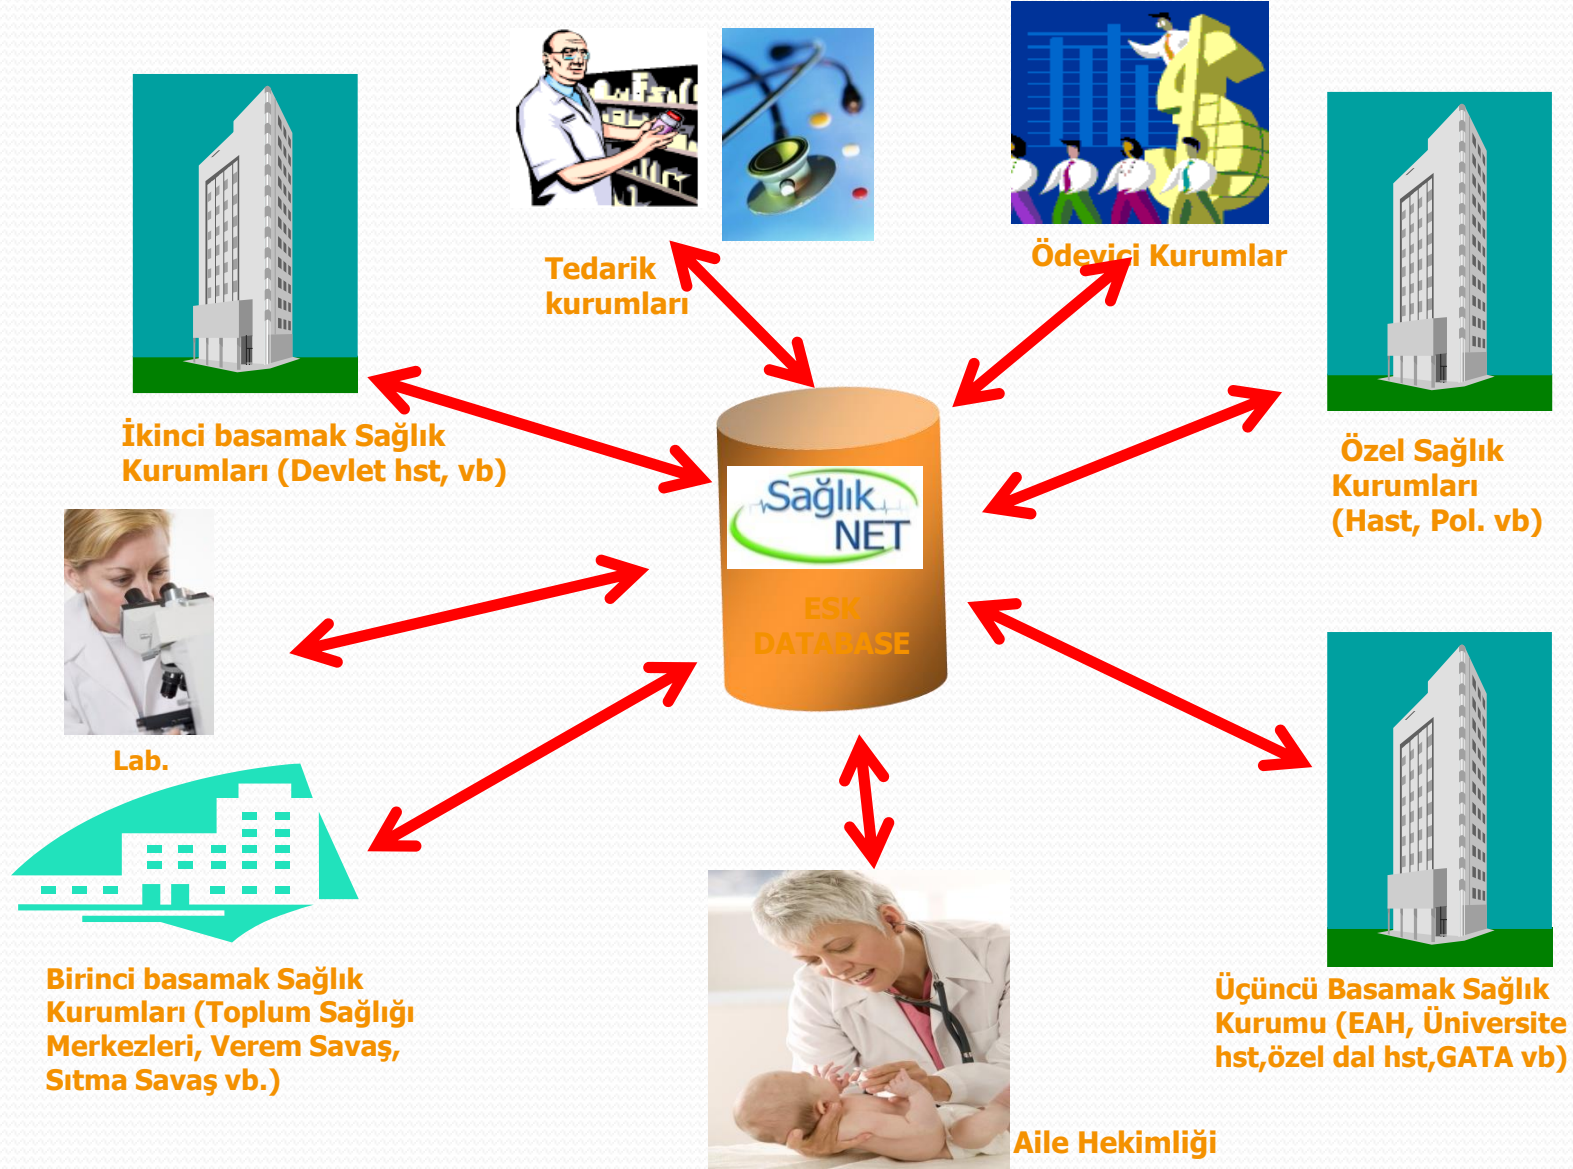 Tedarik
kurumları
Ödeyici Kurumlar
İkinci basamak Sağlık
Kurumları (Devlet hst, vb)
Özel Sağlık
Kurumları
(Hast, Pol. vb)
Sağlık
NET
ESK
DATABASE
Lab.
Birinci basamak Sağlık
Kurumları (Toplum Sağlığı
Merkezleri, Verem Savaş,
Sıtma Savaş vb.)
Üçüncü Basamak Sağlık
Kurumu (EAH, Üniversite
hst,özel dal hst,GATA vb)
Aile Hekimliği